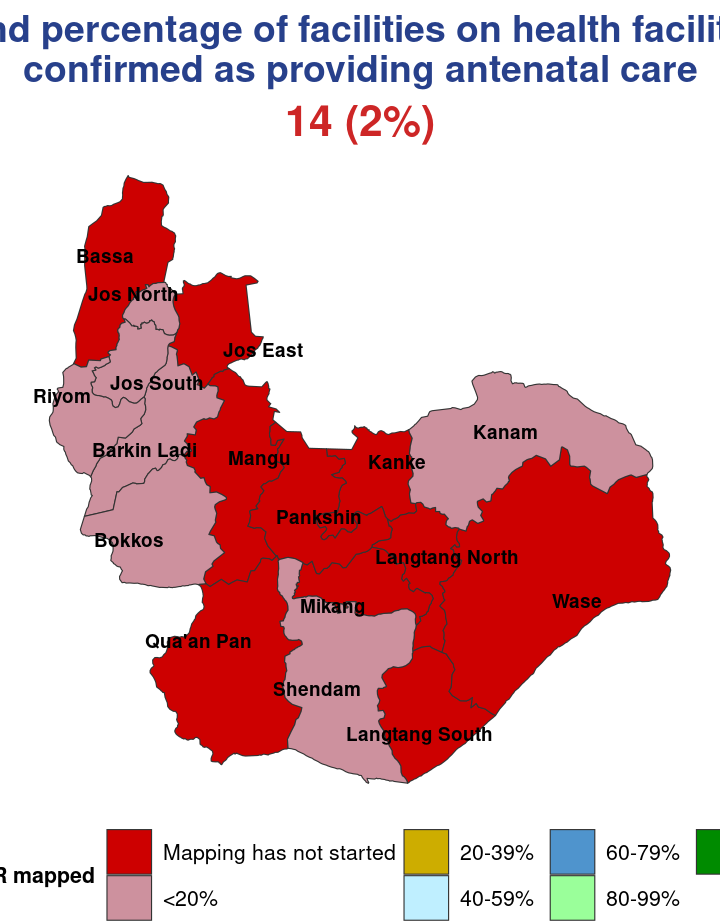 percentage of facilities on health
confirmed as providing antenatal care
14 (2%)
Bassa
Jos North
Jos East
Jos South
Riyom
Kanam
Barkin Ladi
Mangu
Kanke
Pankshin
Bokkos
Langtang North
Wase
Mikang
Qua'an Pan
Shendam
Langtang South
mapped
Mapping has not started
20-39%
60-79%
<20%
40-59%
80-99%